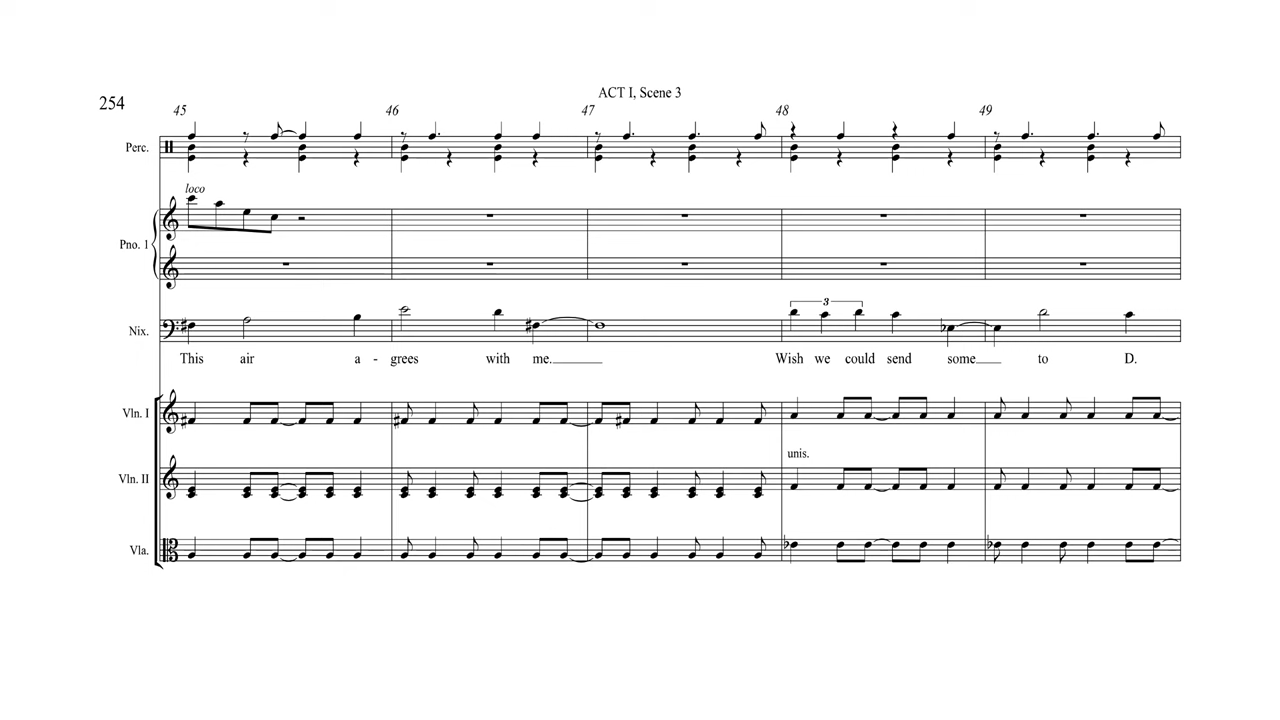 ACT I, Scene 3
254
45 46 47 48 49
Perc.
loco
Pno. 1
3
Nix.
This air a - grees with me. Wish we could send some to D.
Vln. I
unis.
Vln. II
Vla.